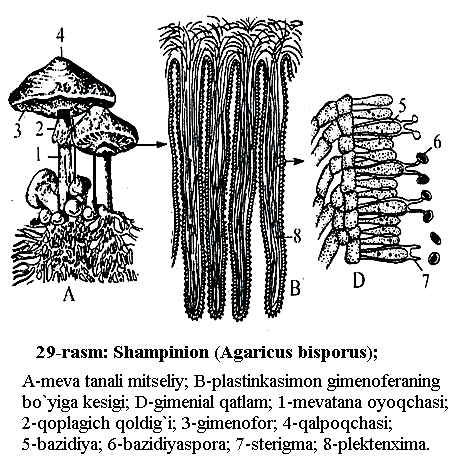 4
3
2
1
5
6
8
7
A
B
D
29-rasm: Shampinion (Agaricus bisporus);
A-meva tanali mitseliy; B-plastinkasimon gimenoferaning
bo`yiga kesigi; D-gimenial qatlam; 1-mevatana oyoqchasi;
2-qoplagich qoldig`i; 3-gimenofor; 4-qalpoqchasi;
5-bazidiya; 6-bazidiyaspora; 7-sterigma; 8-plektenxima.